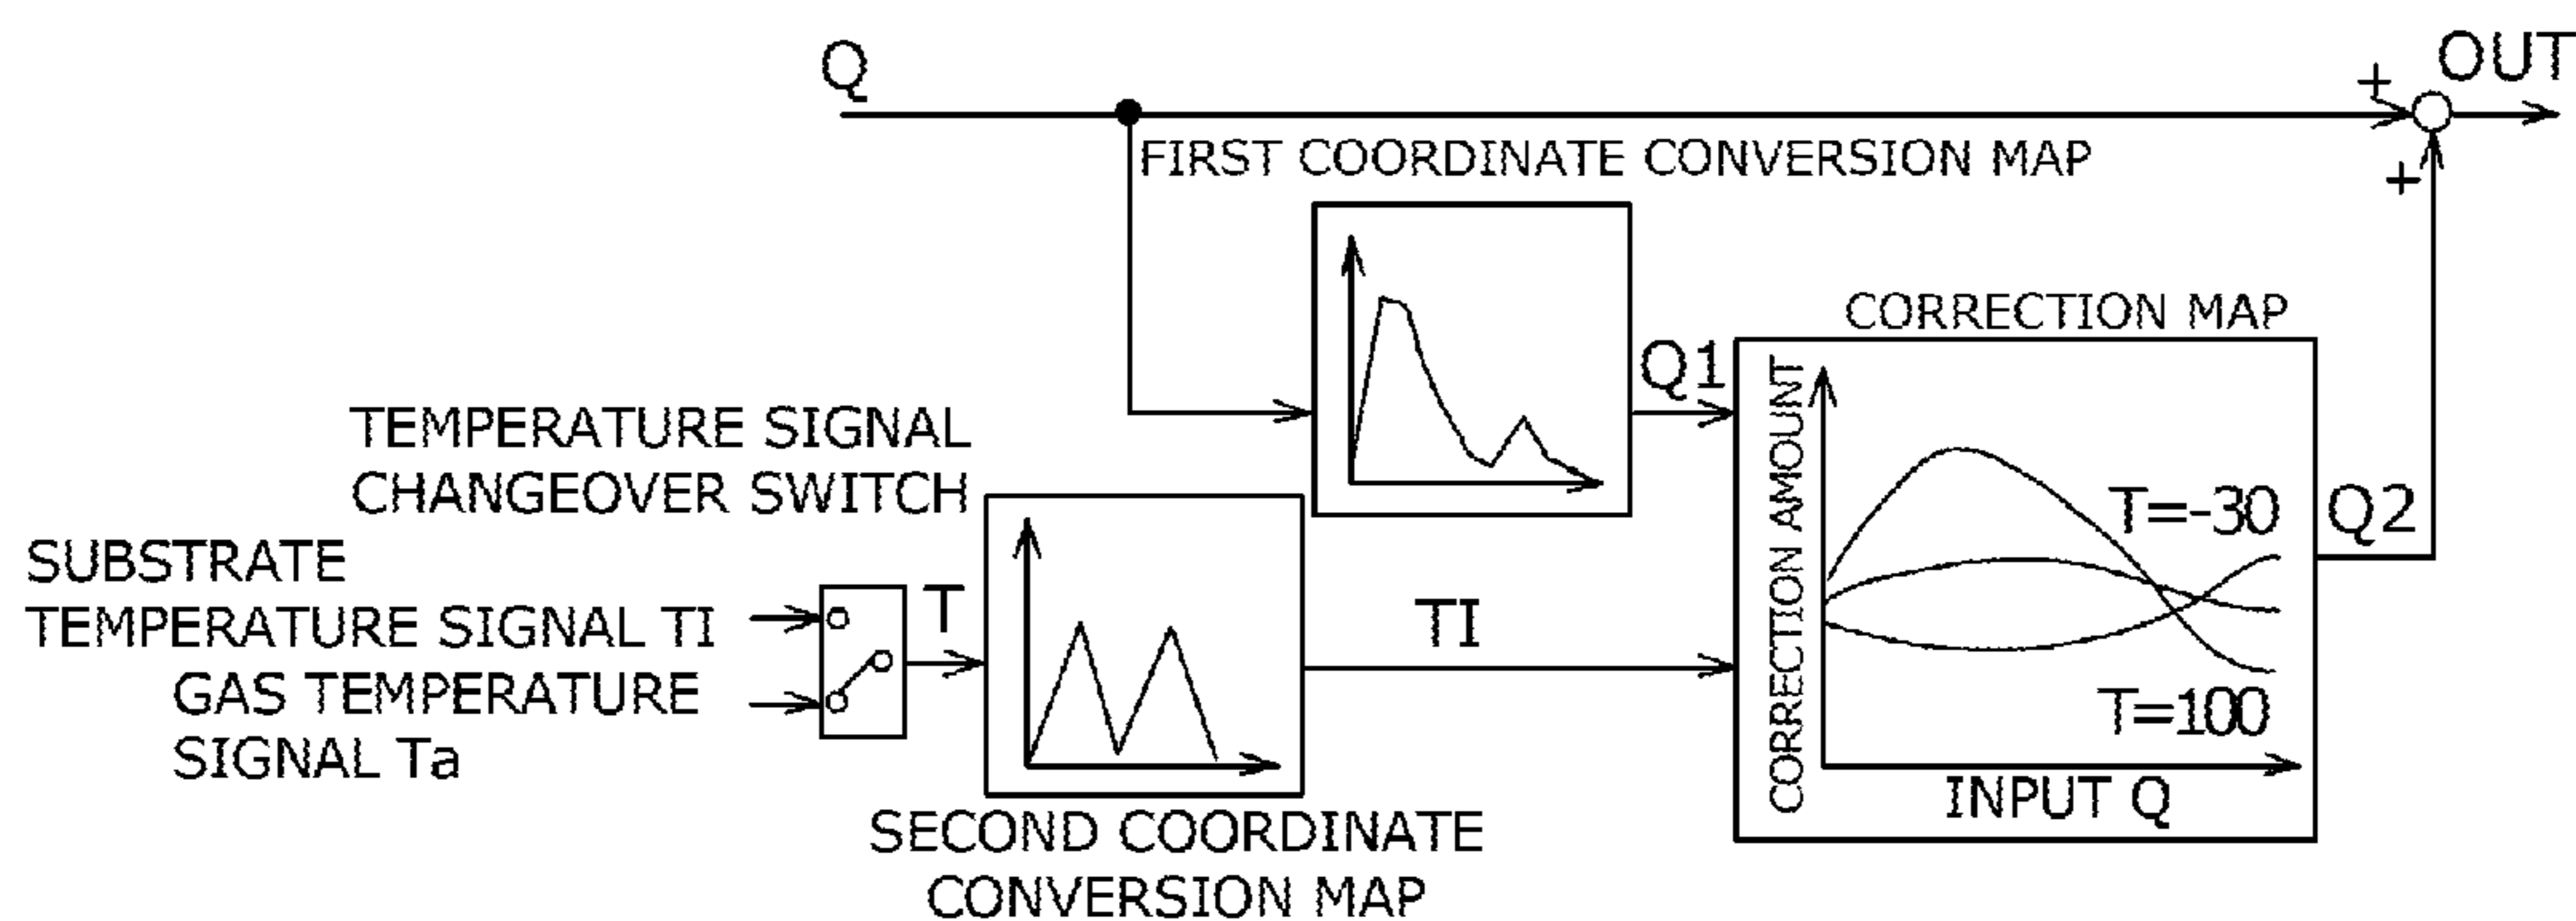 Q
OUT
+
FIRST COORDINATE CONVERSION MAP
+
CORRECTION MAP
Q1
TEMPERATURE SIGNAL
CHANGEOVER SWITCH
CORRECTION AMOUNT
T=-30
Q2
SUBSTRATE
TEMPERATURE SIGNAL TI
T
TI
GAS TEMPERATURE
SIGNAL Ta
T=100
INPUT Q
SECOND COORDINATE
CONVERSION MAP